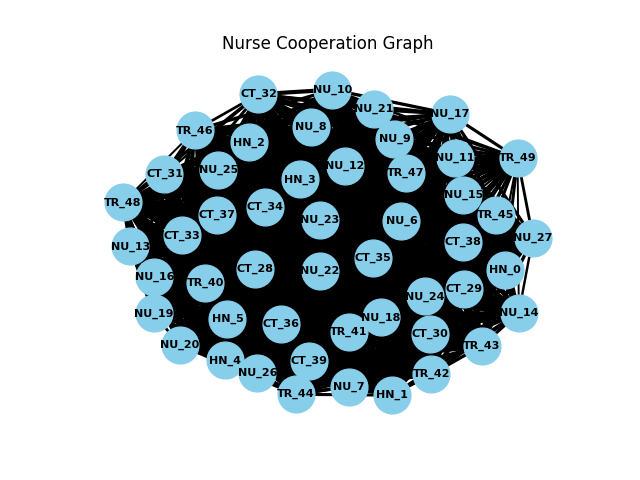 Nurse Cooperation Graph
NU_10
CT_32
NU_21
NU_17
NU_8
TR_46
NU_9
HN_2
NU_11
TR_49
NU_12
NU_25
TR_47
CT_31
HN_3
NU_15
TR_48
CT_34
CT_37
TR_45
NU_23
NU_6
CT_33
NU_27
CT_38
NU_13
CT_35
CT_28
HN_0
NU_22
NU_16
TR_40
CT_29
NU_24
NU_19
NU_14
NU_18
HN_5
CT_36
TR_41
CT_30
NU_20
TR_43
HN_4
CT_39
NU_26
TR_42
NU_7
TR_44
HN_1